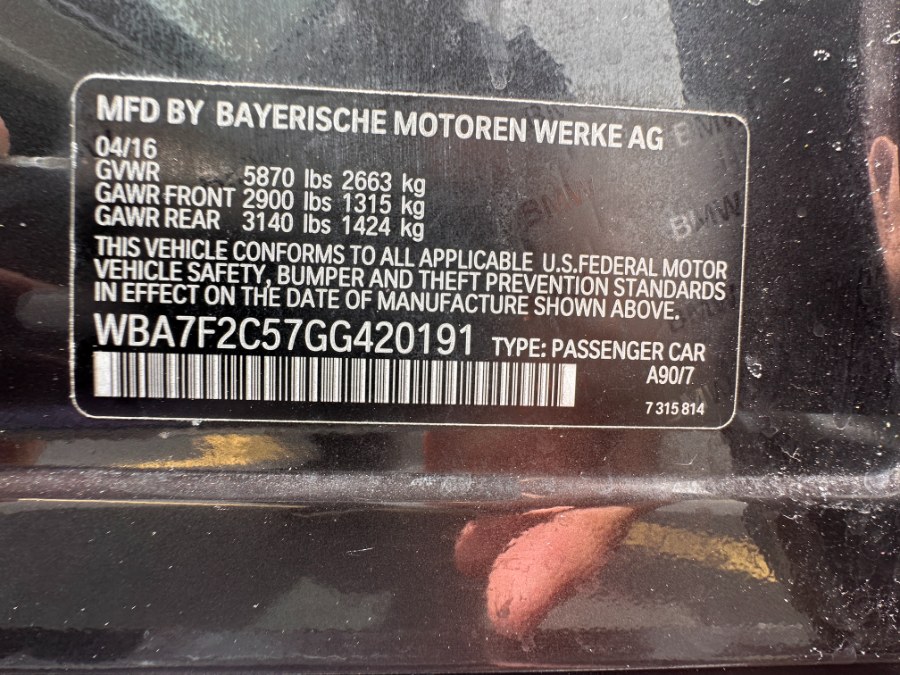 MFD BY BAYERISCHE MOTOREN WERKE AG
04/16
GVWR 5870 lbs 2663 kg
GAWR FRONT 2900 lbs 1315 kg
GAWR REAR 3140 lbs 1424 kg
THIS VEHICLE CONFORMS TO ALL APPLICABLE U.S.FEDERAL MOTOR
VEHICLE SAFETY, BUMPER AND THEFT PREVENTION STANDARDS
IN EFFECT ON THE DATE OF MANUFACTURE SHOWN ABOVE.
WBA7F2C57GG420191 TYPE: PASSENGER CAR
A90/7
7 315 814
BMW
BMW
BMW